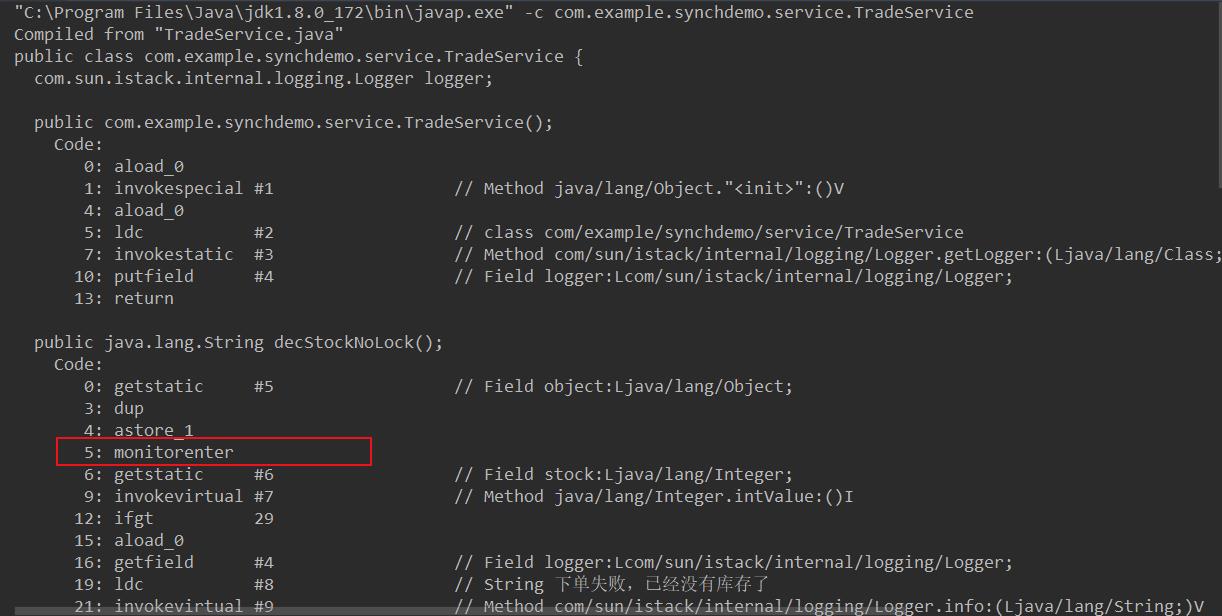 "C:\Program Files\Java\jdk1.8.0_172\bin\javap.exe" -c com.example.synchdemo.service.TradeService
Compiled from "TradeService.java"
public class com.example.synchdemo.service.TradeService {
  com.sun.istack.internal.logging.Logger logger;

  public com.example.synchdemo.service.TradeService();
    Code:
       0: aload_0
       1: invokespecial #1                  // Method java/lang/Object."<init>":()V
       4: aload_0
       5: ldc           #2                  // class com/example/synchdemo/service/TradeService
       7: invokestatic  #3                  // Method com/sun/istack/internal/logging/Logger.getLogger:(Ljava/lang/Class;
      10: putfield      #4                  // Field logger:Lcom/sun/istack/internal/logging/Logger;
      13: return

  public java.lang.String decStockNoLock();
    Code:
       0: getstatic     #5                  // Field object:Ljava/lang/Object;
       3: dup
       4: astore_1
       5: monitorenter
       6: getstatic     #6                  // Field stock:Ljava/lang/Integer;
       9: invokevirtual #7                  // Method java/lang/Integer.intValue:()I
      12: ifgt          29
      15: aload_0
      16: getfield      #4                  // Field logger:Lcom/sun/istack/internal/logging/Logger;
      19: ldc           #8                  // String 下单失败，已经没有库存了
      21: invokevirtual #9                  // Method com/sun/istack/internal/logging/Logger.info:(Ljava/lang/String;)V